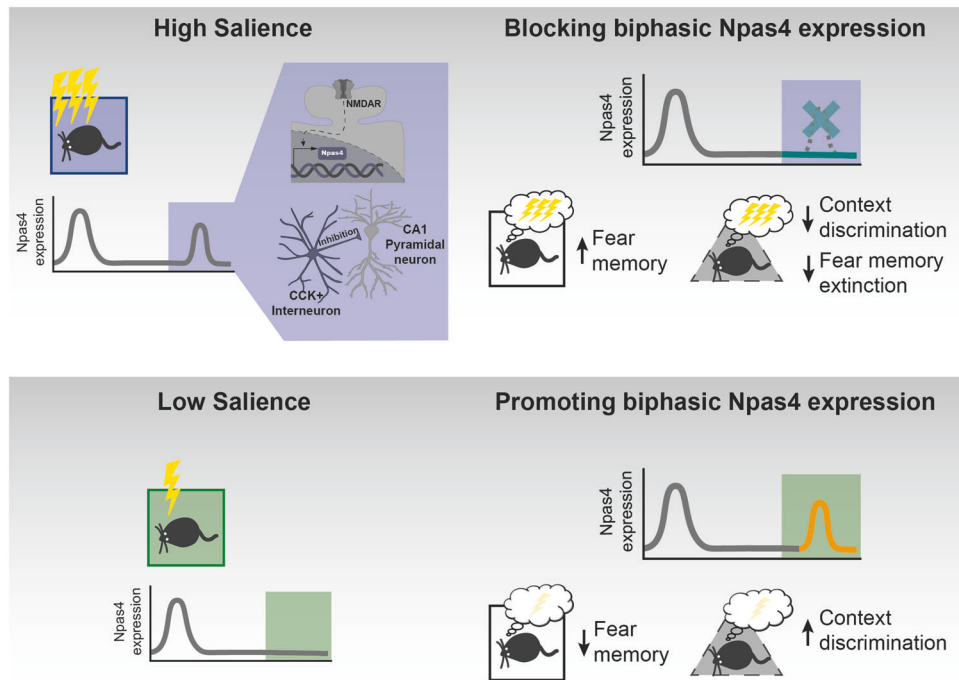 High Salience
NMDAR
Npas4
Npas4
expression
Inhibition
CA1
Pyramidal
neuron
CCK+
Interneuron
Blocking biphasic Npas4 expression
Npas4
expression
Fear
memory
Context
discrimination
Fear memory
extinction
Low Salience
Npas4
expression
Promoting biphasic Npas4 expression
Npas4
expression
Fear
memory
Context
discrimination